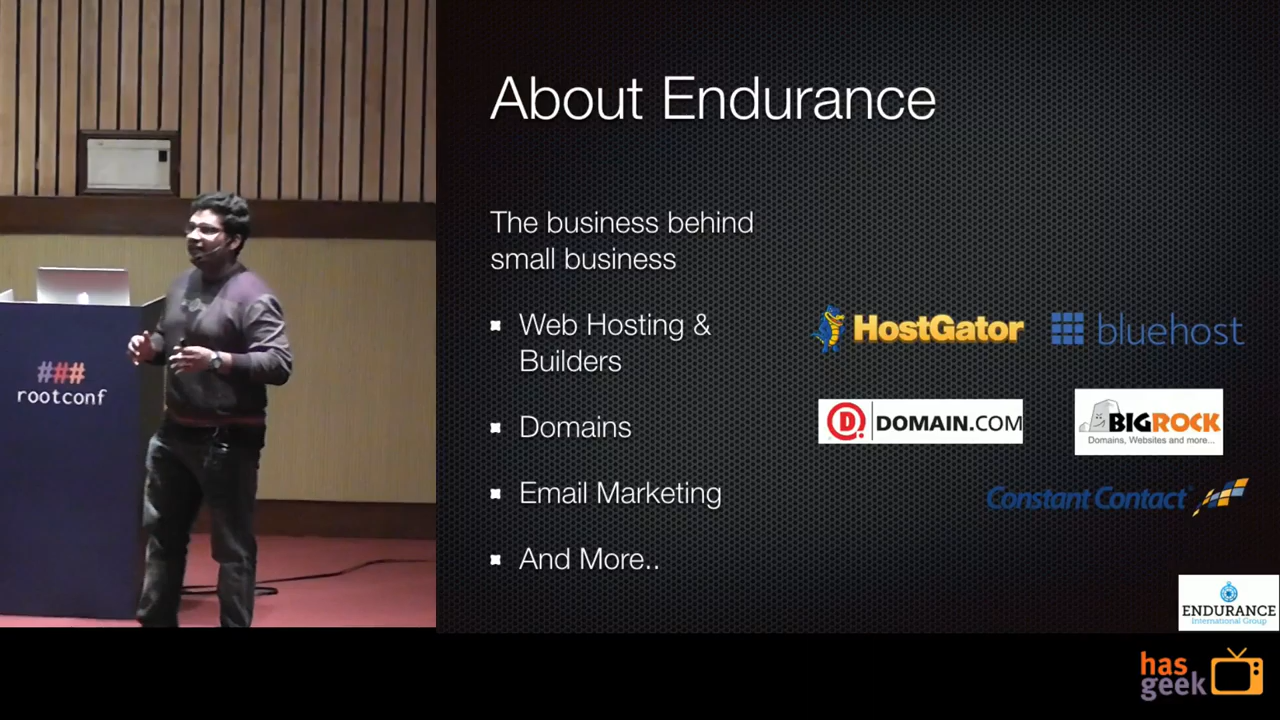 About Endurance
The business behind
small business
Web Hosting &
Builders
Domains
Email Marketing
And More..
HostGator
bluehost
D
DOMAIN.COM
BIGROCK
Domains, Websites and more...
Constant Contact
ENDURANCE
International Group
###
rootconf
has
geek